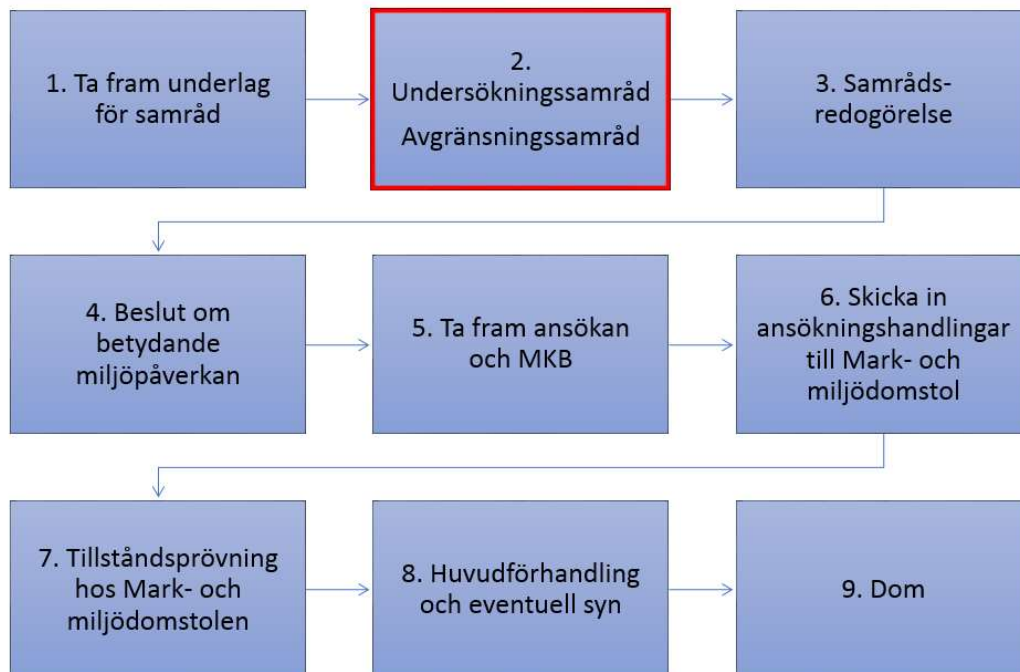 1. Ta fram underlag
för samråd
2.
Undersökningssamråd
Avgränsningssamråd
3. Samråds-
redogörelse
4. Beslut om
betydande
miljöpåverkan
5. Ta fram ansökan
och MKB
6. Skicka in
ansökningshandlingar
till Mark- och
miljödomstol
7. Tillståndsprövning
hos Mark- och
miljödomstolen
8. Huvudförhandling
och eventuell syn
9. Dom